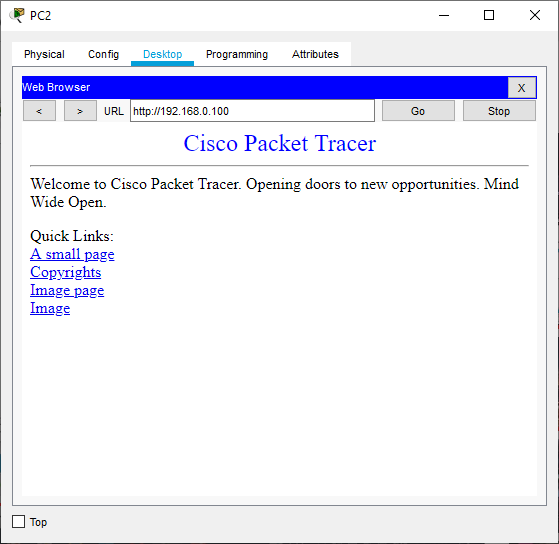 PC2
Physical Config Desktop Programming Attributes
Web Browser X
< > URL http://192.168.0.100 Go Stop
Cisco Packet Tracer
Welcome to Cisco Packet Tracer. Opening doors to new opportunities. Mind
Wide Open.
Quick Links:
A small page
Copyrights
Image page
Image
Top